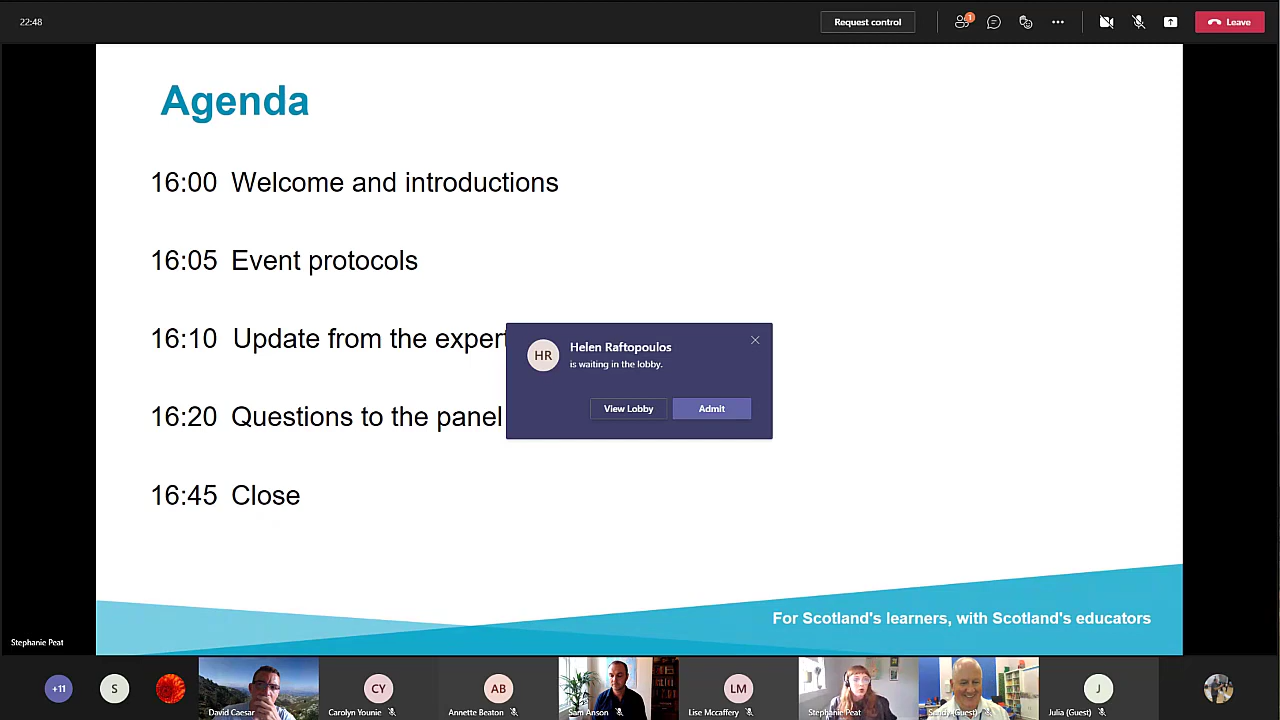 22:48
Request control
1
Leave
Agenda
16:00 Welcome and introductions
16:05 Event protocols
16:10 Update from the expert
16:20 Questions to the panel
16:45 Close
HR
Helen Raftopoulos
is waiting in the lobby.
View Lobby
Admit
For Scotland's learners, with Scotland's educators
Stephanie Peat
+11
S
David Caesar
CY
Carolyn Younie
AB
Annette Beaton
Sam Anson
LM
Lise Mccaffery
Stephanie Peat
(Guest)
J
Julia (Guest)